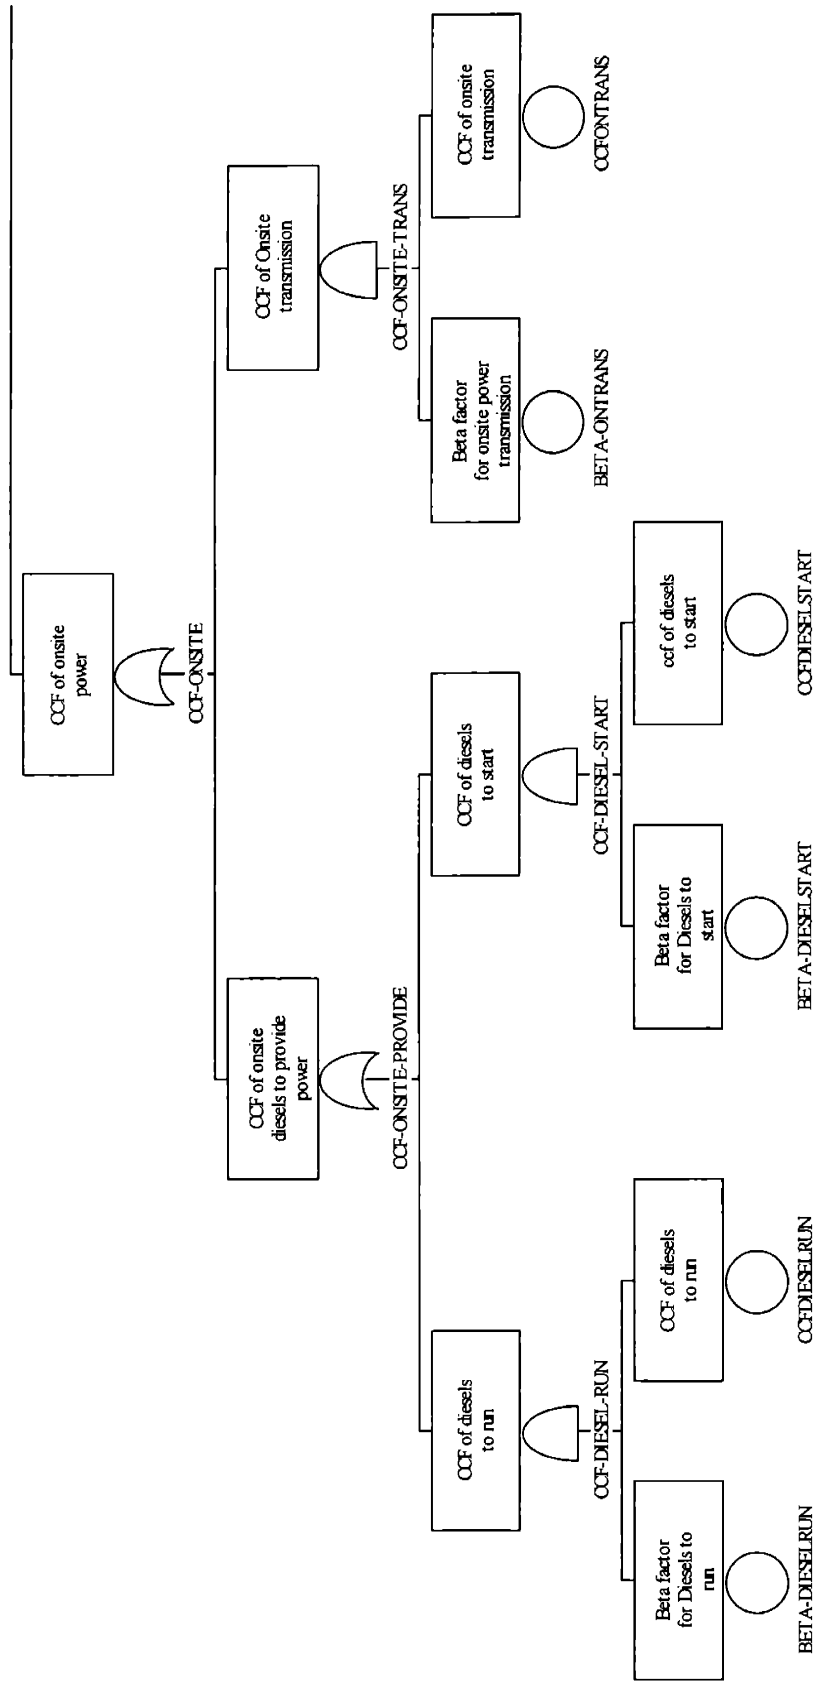 CCF of onsite
power
CCF-ONSITE
CCF of onsite
diesels to provide
power
CCF-ONSITE-PROVIDE
CCF of Onsite
transmission
CCF-ONSITE-TRANS
CCF of diesels
to run
CCF-DIESEL-RUN
CCF of diesels
to start
CCF-DIESEL-START
Beta factor
for onsite power
transmission
BETA-ONTRANS
CCF of onsite
transmission
CCFONTRANS
Beta factor
for Diesels to
run
BETA-DIESELRUN
CCF of diesels
to run
CCFDIESELRUN
Beta factor
for Diesels to
start
BETA-DIESELSTART
ccf of diesels
to start
CCFDIESELSTART